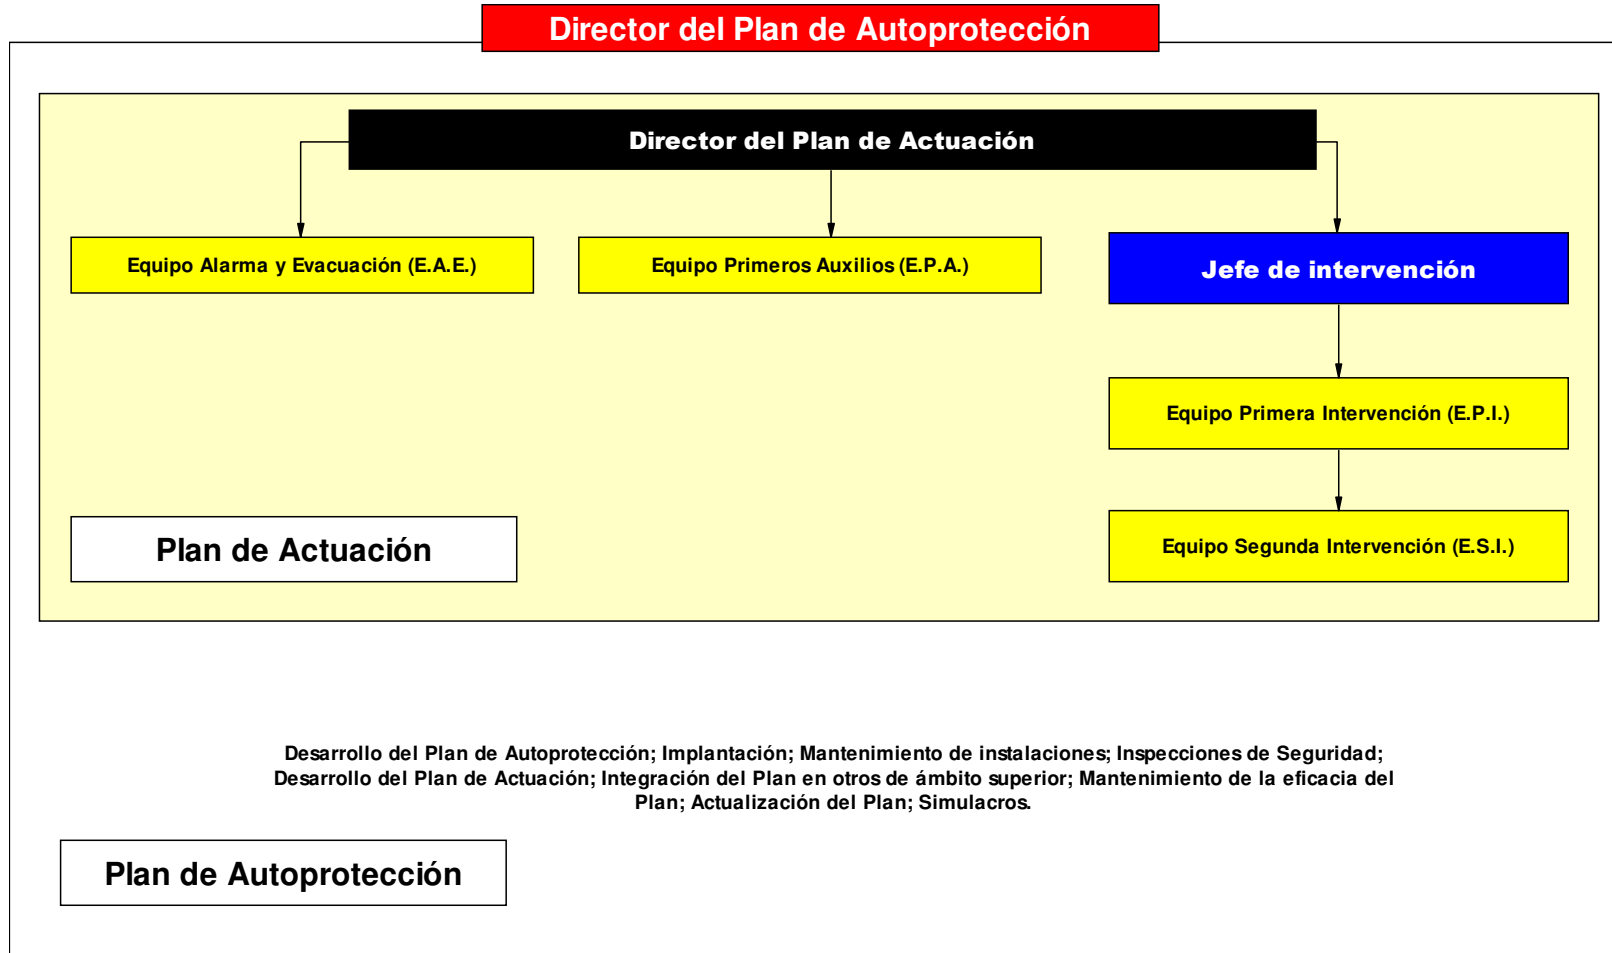 Director del Plan de Autoprotección
Director del Plan de Actuación
Equipo Alarma y Evacuación (E.A.E.)
Equipo Primeros Auxilios (E.P.A.)
Jefe de intervención
Equipo Primera Intervención (E.P.I.)
Equipo Segunda Intervención (E.S.I.)
Plan de Actuación
Desarrollo del Plan de Autoprotección; Implantación; Mantenimiento de instalaciones; Inspecciones de Seguridad;
Desarrollo del Plan de Actuación; Integración del Plan en otros de ámbito superior; Mantenimiento de la eficacia del
Plan; Actualización del Plan; Simulacros.
Plan de Autoprotección